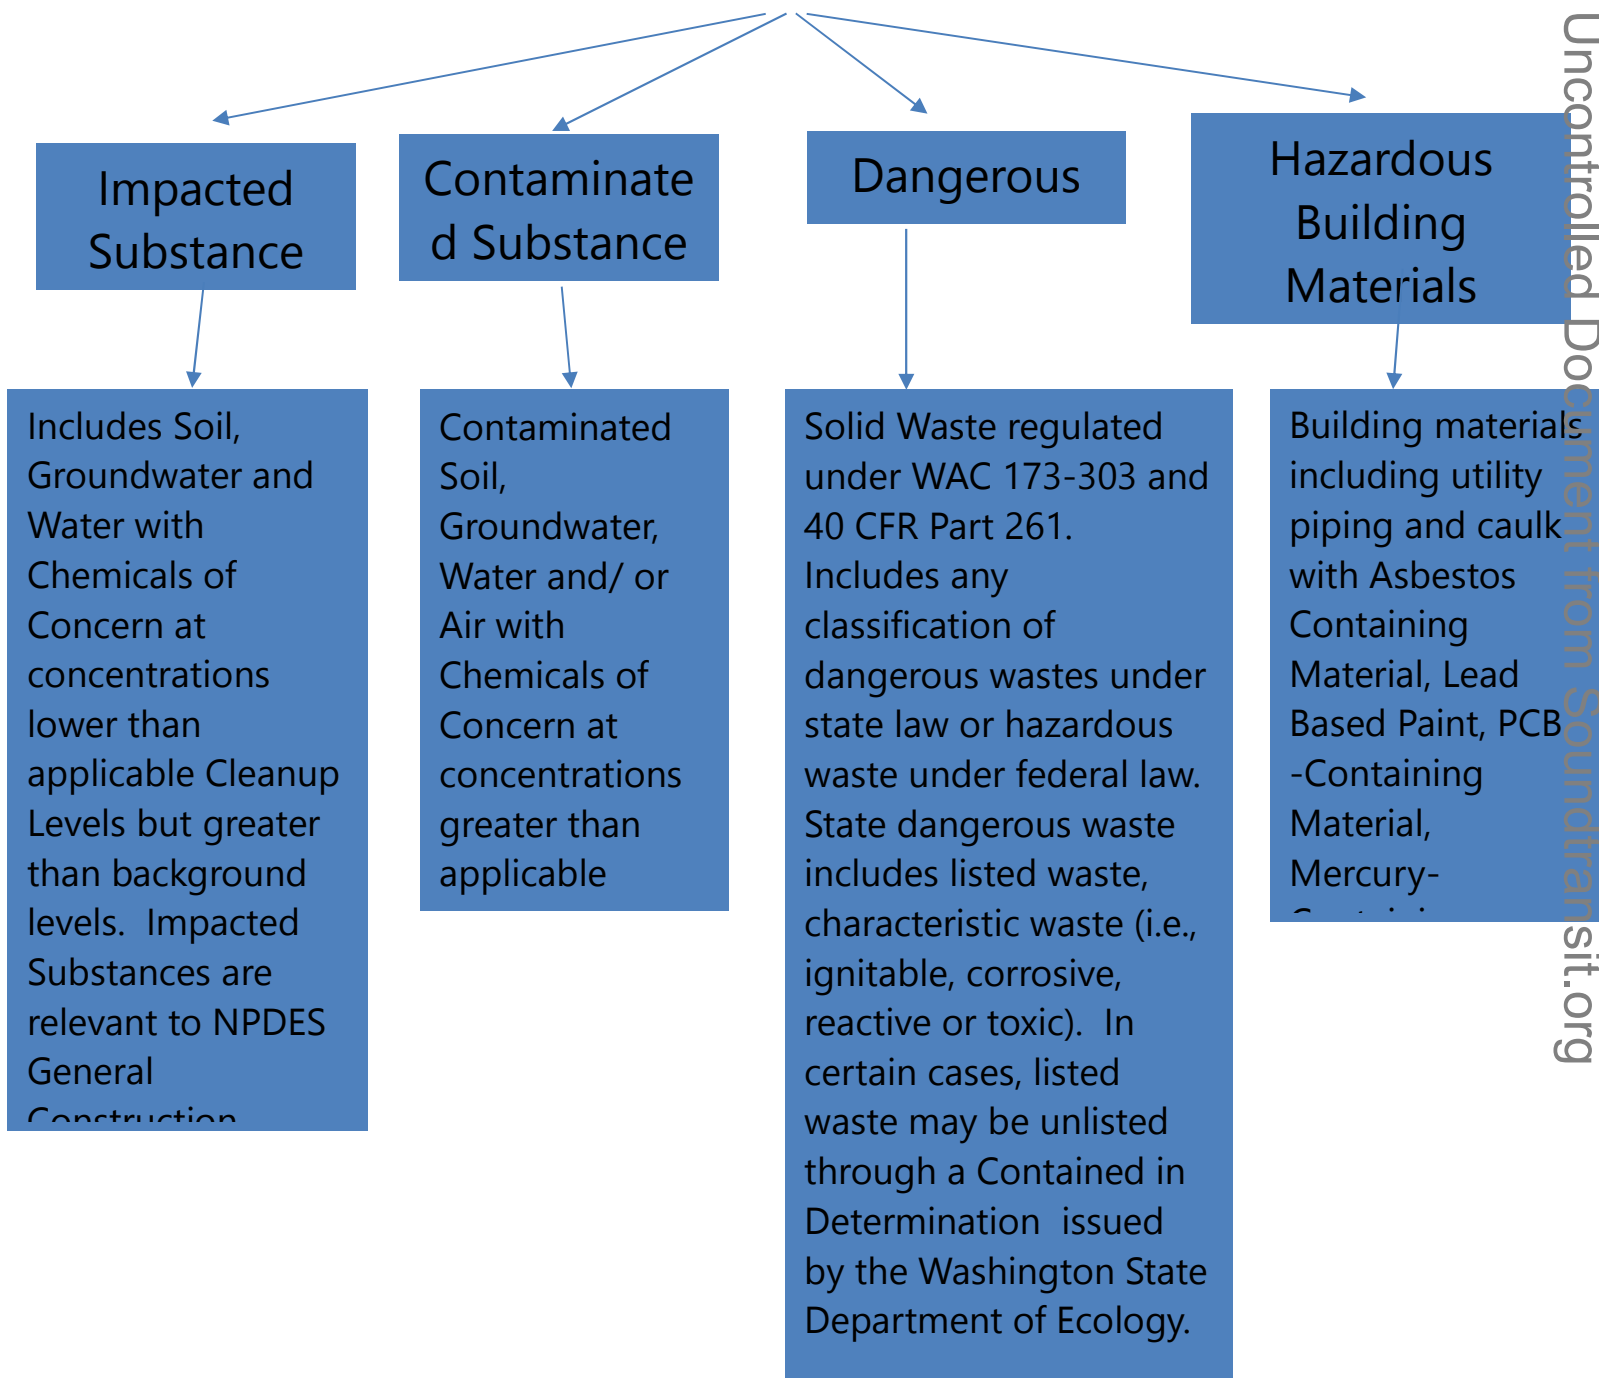 Impacted
Substance
Contaminate
d Substance
Dangerous
Hazardous
Building
Materials
Includes Soil,
Groundwater and
Water with
Chemicals of
Concern at
concentrations
lower than
applicable Cleanup
Levels but greater
than background
levels.  Impacted
Substances are
relevant to NPDES
General
Construction
Contaminated
Soil,
Groundwater,
Water and/ or
Air with
Chemicals of
Concern at
concentrations
greater than
applicable
Solid Waste regulated
under WAC 173-303 and
40 CFR Part 261.
Includes any
classification of
dangerous wastes under
state law or hazardous
waste under federal law.
State dangerous waste
includes listed waste,
characteristic waste (i.e.,
ignitable, corrosive,
reactive or toxic).  In
certain cases, listed
waste may be unlisted
through a Contained in
Determination  issued
by the Washington State
Department of Ecology.
Building materials
including utility
piping and caulk
with Asbestos
Containing
Material, Lead
Based Paint, PCB
-Containing
Material,
Mercury-
Uncontrolled Document from Soundtransit.org